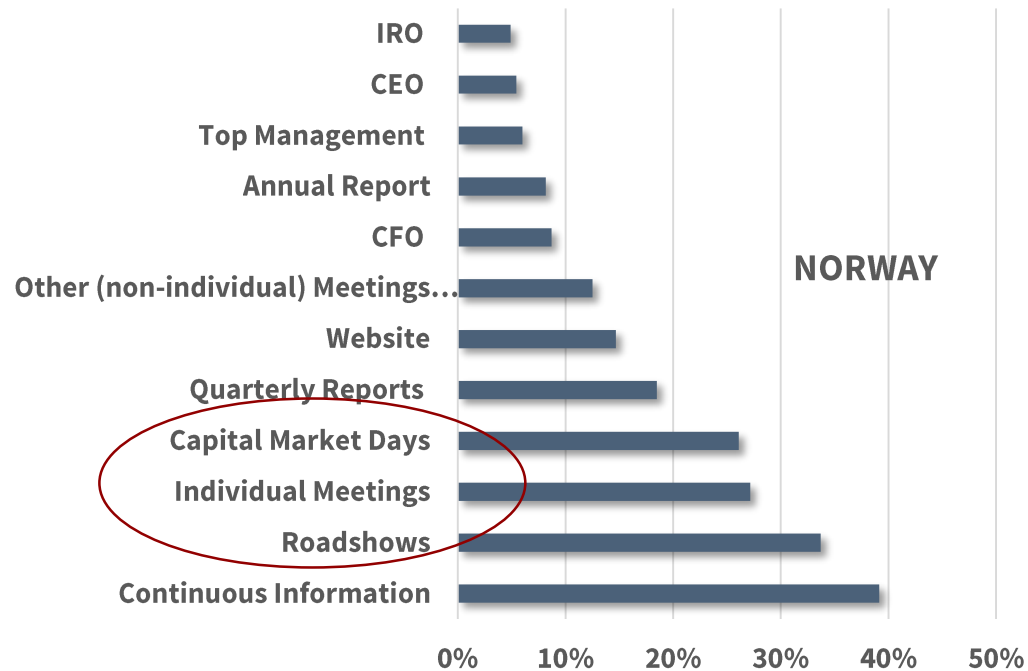 IRO
CEO
Top Management
Annual Report
CFO
Other (non-individual) Meetings…
Website
Quarterly Reports
Capital Market Days
Individual Meetings
Roadshows
Continuous Information
NORWAY
0% 10% 20% 30% 40% 50%